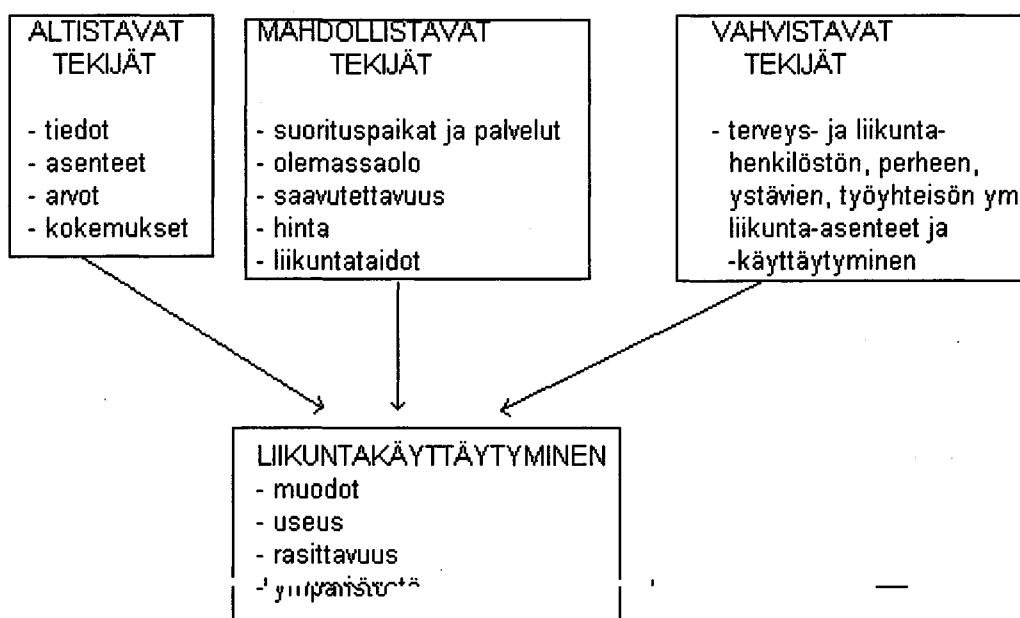 ALTISTAVAT
TEKIJÄT
- tiedot
- asenteet
- arvot
- kokemukset
MAHDOLLISTAVAT
TEKIJÄT
- suorituspaikat ja palvelut
- olemassaolo
- saavutettavuus
- hinta
- liikuntataidot
VAHVISTAVAT
TEKIJÄT
- terveys- ja liikunta-
henkilöstön, perheen,
ystävien, työyhteisön ym
liikunta-asenteet ja
-käyttäytyminen
LIIKUNTAKÄYTTÄYTYMINEN
- muodot
- useus
- rasittavuus